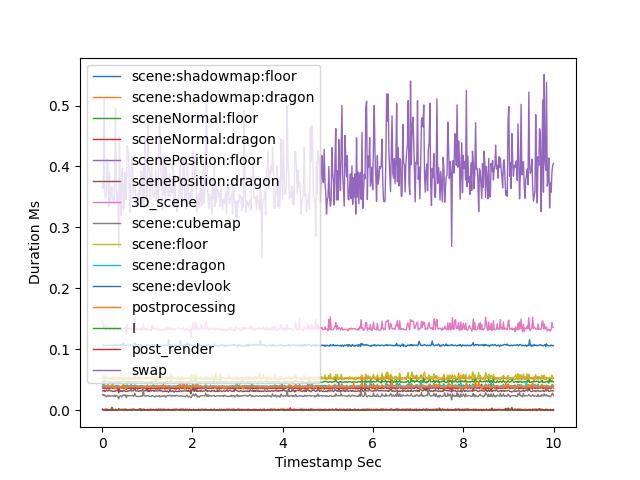 0.5
0.4
0.3
0.2
0.1
0.0
Duration Ms
scene:shadowmap:floor
scene:shadowmap:dragon
sceneNormal:floor
sceneNormal:dragon
scenePosition:floor
scenePosition:dragon
3D_scene
scene:cubemap
scene:floor
scene:dragon
scene:devlook
postprocessing
l
post_render
swap
0 2 4 6 8 10
Timestamp Sec